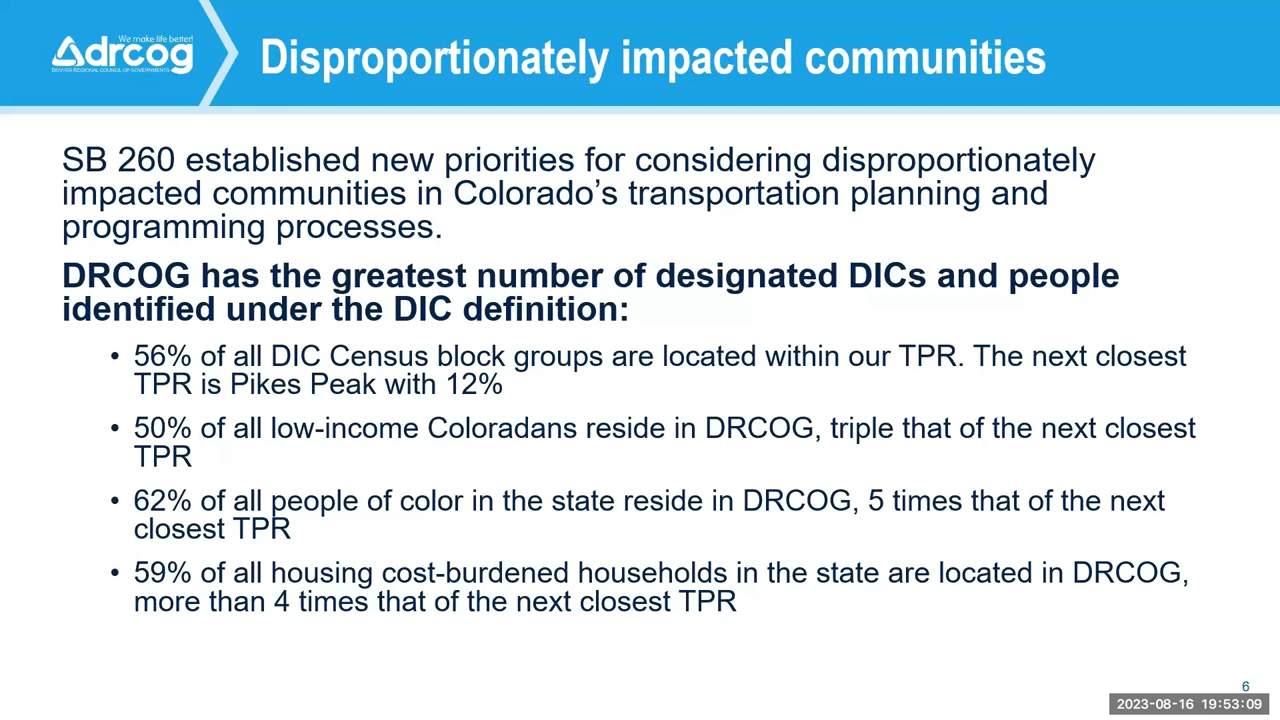 We make life better!
drcog
DENVER REGIONAL COUNCIL OF GOVERNMENTS
Disproportionately impacted communities
SB 260 established new priorities for considering disproportionately
impacted communities in Colorado’s transportation planning and
programming processes.
DRCOG has the greatest number of designated DICs and people
identified under the DIC definition:
• 56% of all DIC Census block groups are located within our TPR. The next closest
TPR is Pikes Peak with 12%
• 50% of all low-income Coloradans reside in DRCOG, triple that of the next closest
TPR
• 62% of all people of color in the state reside in DRCOG, 5 times that of the next
closest TPR
• 59% of all housing cost-burdened households in the state are located in DRCOG,
more than 4 times that of the next closest TPR
6
2023-08-16 19:53:09